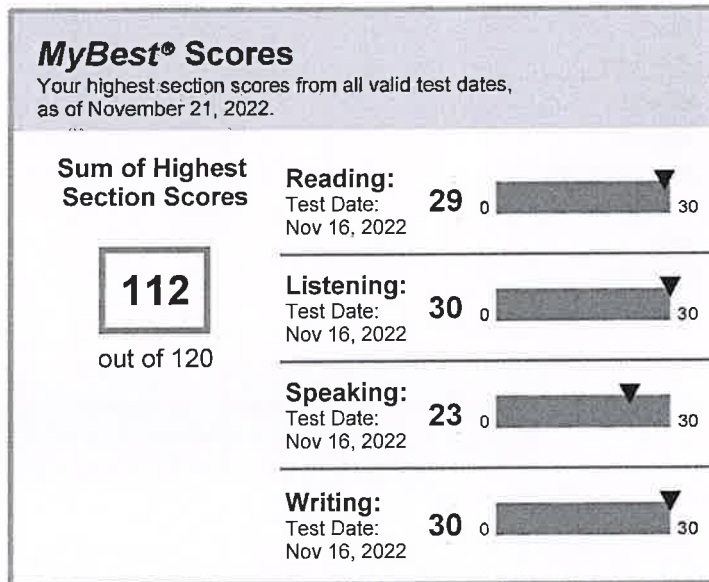 MyBest® Scores
Your highest section scores from all valid test dates,
as of November 21, 2022.
Sum of Highest
Section Scores
112
out of 120
Reading:
Test Date:
Nov 16, 2022
29
0
30
Listening:
Test Date:
Nov 16, 2022
30
0
30
Speaking:
Test Date:
Nov 16, 2022
23
0
30
Writing:
Test Date:
Nov 16, 2022
30
0
30